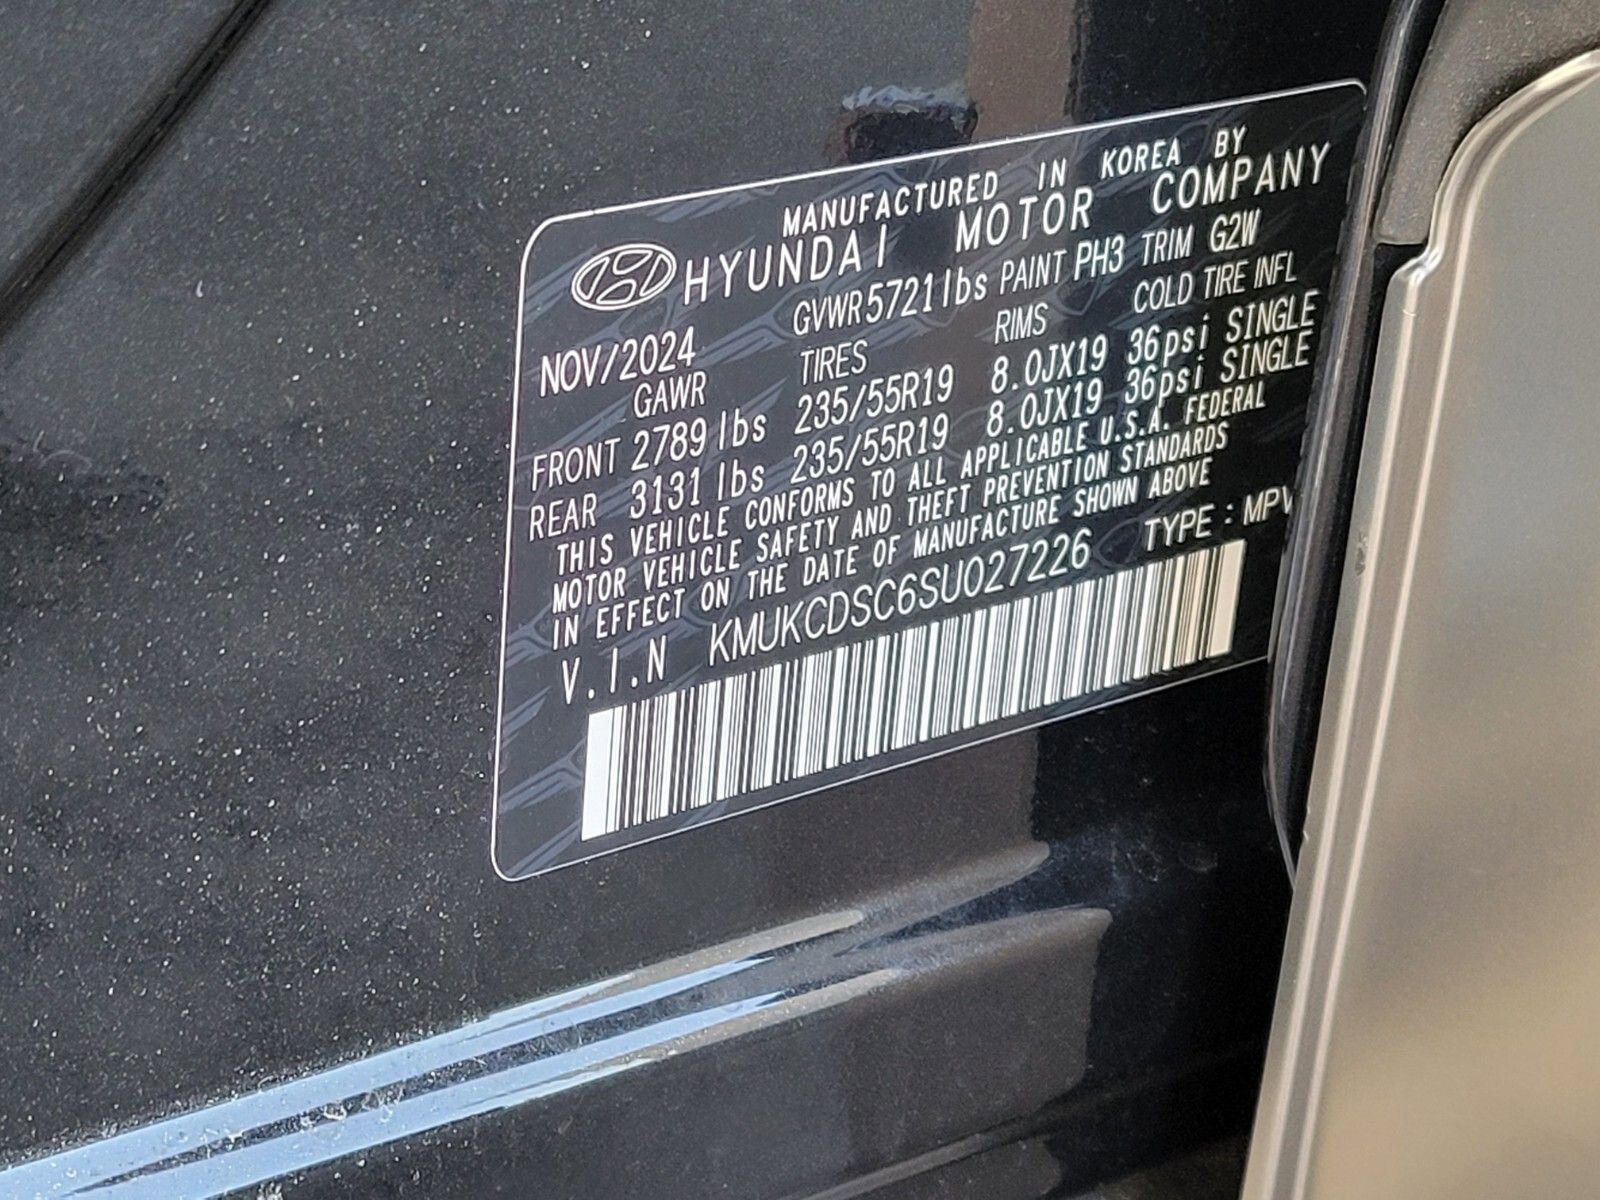 MANUFACTURED IN KOREA BY
HYUNDAI MOTOR COMPANY
NOV/2024 GVWR 5721 lbs PAINT PH3 TRIM G2W
GAWR TIRES RIMS COLD TIRE INFL
FRONT 2789 lbs 235/55R19 8.0JX19 36psi SINGLE
REAR 3131 lbs 235/55R19 8.0JX19 36psi SINGLE
THIS VEHICLE CONFORMS TO ALL APPLICABLE U.S.A. FEDERAL
MOTOR VEHICLE SAFETY AND THEFT PREVENTION STANDARDS
IN EFFECT ON THE DATE OF MANUFACTURE SHOWN ABOVE
V.I.N KMUKCDSC6SU027226 TYPE : MPV